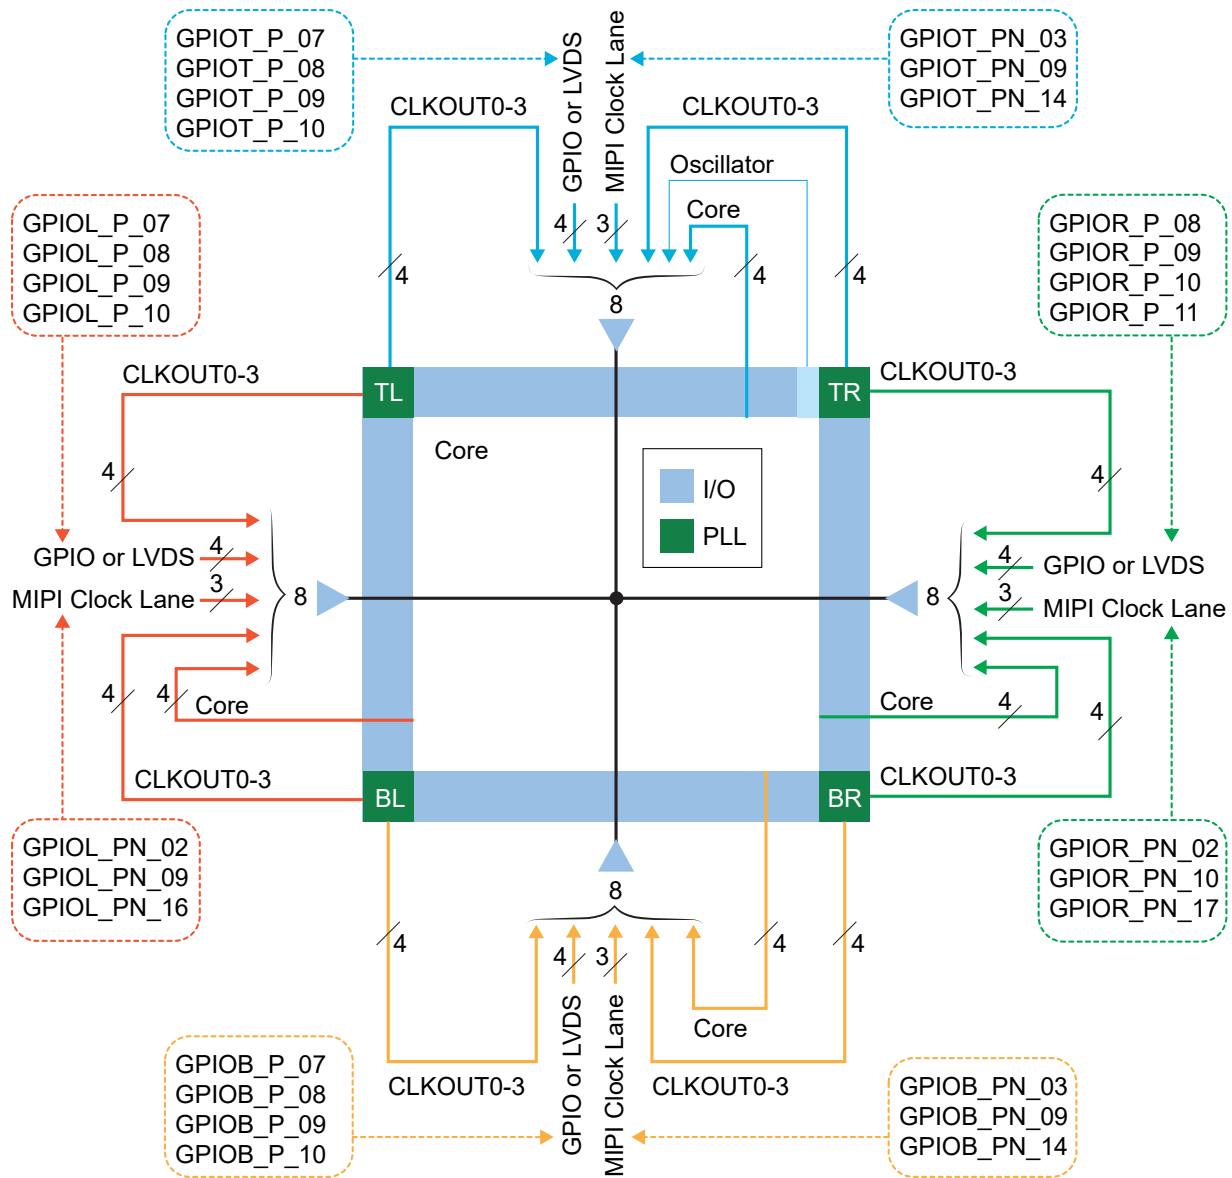 GPIOT_P_07
GPIOT_P_08
GPIOT_P_09
GPIOT_P_10
GPIO or LVDS
MIPI Clock Lane
GPIOT_PN_03
GPIOT_PN_09
GPIOT_PN_14
CLKOUT0-3
CLKOUT0-3
Oscillator
Core
4
3
4
4
4
8
GPIOL_P_07
GPIOL_P_08
GPIOL_P_09
GPIOL_P_10
GPIOR_P_08
GPIOR_P_09
GPIOR_P_10
GPIOR_P_11
CLKOUT0-3
TL
TR
CLKOUT0-3
Core
I/O
PLL
4
4
GPIO or LVDS
4
MIPI Clock Lane
3
8
8
4
GPIO or LVDS
3
MIPI Clock Lane
4
4
Core
Core
4
4
CLKOUT0-3
BL
BR
CLKOUT0-3
GPIOL_PN_02
GPIOL_PN_09
GPIOL_PN_16
GPIOR_PN_02
GPIOR_PN_10
GPIOR_PN_17
8
4
4
3
4
4
Core
CLKOUT0-3
GPIO or LVDS
MIPI Clock Lane
CLKOUT0-3
GPIOB_P_07
GPIOB_P_08
GPIOB_P_09
GPIOB_P_10
GPIOB_PN_03
GPIOB_PN_09
GPIOB_PN_14